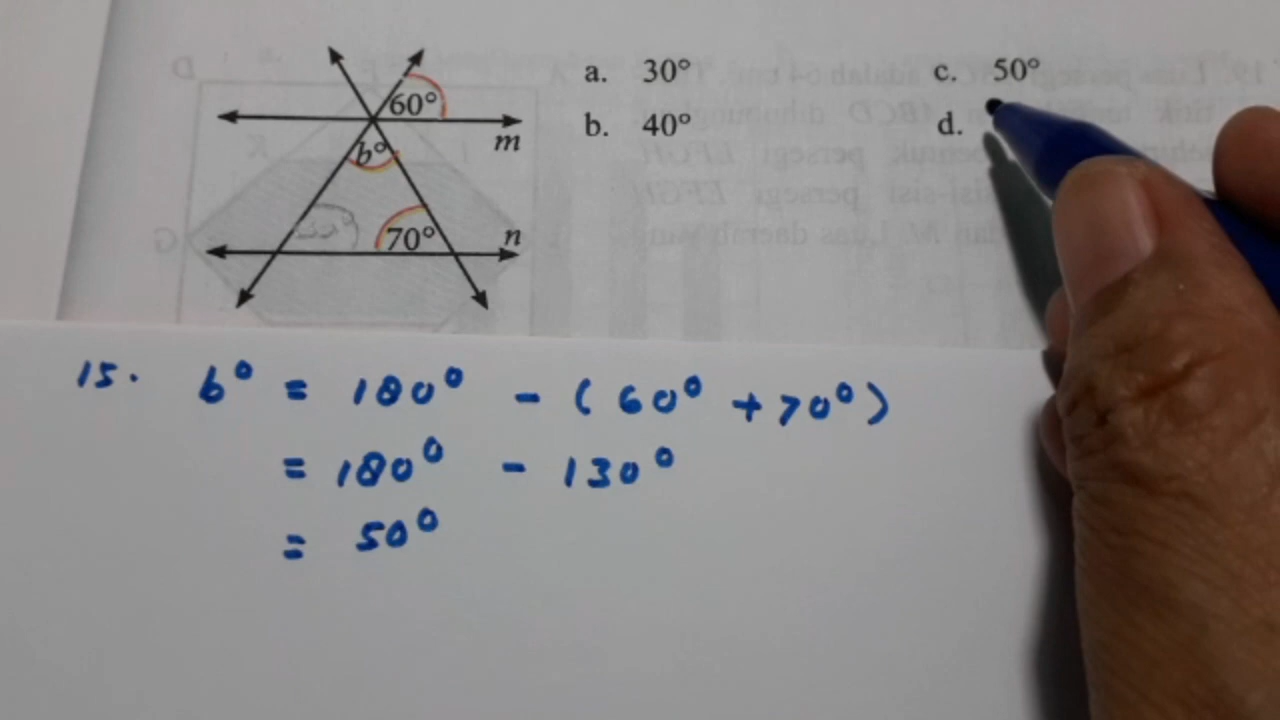 a. 30° c. 50°
b. 40° d.
60°
m
b°
70° n
15. b° = 180° - (60° + 70°)
= 180° - 130°
= 50°